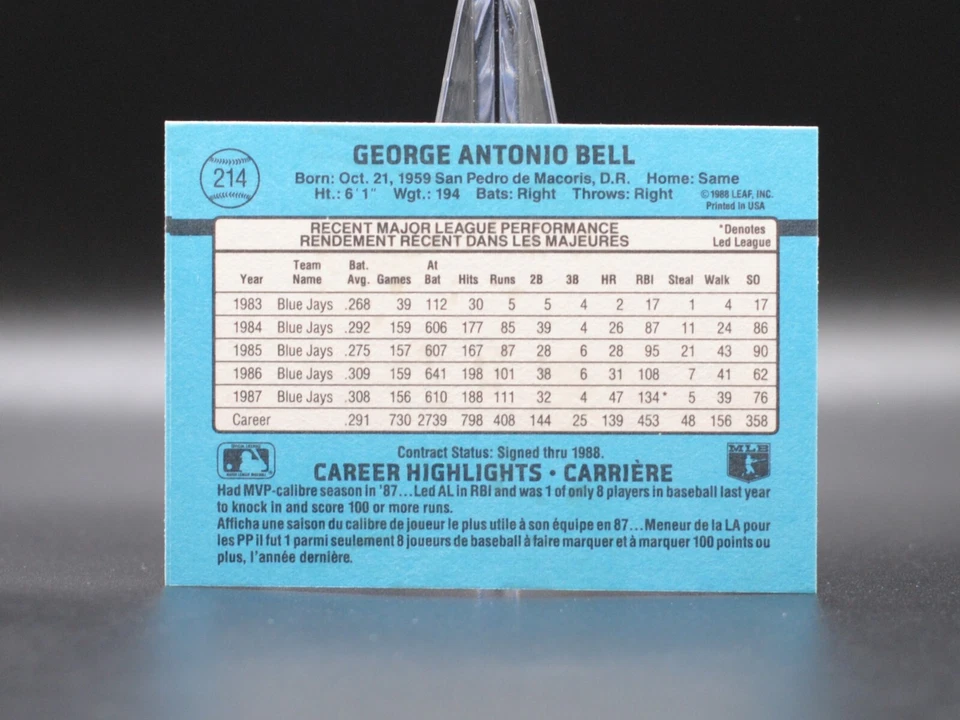 GEORGE ANTONIO BELL
214
Born: Oct. 21, 1959 San Pedro de Macoris, D.R. Home: Same
Ht.: 6'1" Wgt.: 194 Bats: Right Throws: Right ©1988 LEAF, INC.
Printed in USA
RECENT MAJOR LEAGUE PERFORMANCE *Denotes
RENDEMENT RÉCENT DANS LES MAJEURES Led League
Year Team Name Bat. Avg. Games At Bat Hits Runs 2B 3B HR RBI Steal Walk SO
1983 Blue Jays .268 39 112 30 5 5 4 2 17 1 4 17
1984 Blue Jays .292 159 606 177 85 39 4 26 87 11 24 86
1985 Blue Jays .275 157 607 167 87 28 6 28 95 21 43 90
1986 Blue Jays .309 159 641 198 101 38 6 31 108 7 41 62
1987 Blue Jays .308 156 610 188 111 32 4 47 134* 5 39 76
Career .291 730 2739 798 408 144 25 139 453 48 156 358
Contract Status: Signed thru 1988.
MLB
CAREER HIGHLIGHTS • CARRIÈRE
Had MVP-calibre season in '87...Led AL in RBI and was 1 of only 8 players in baseball last year
to knock in and score 100 or more runs.
Afficha une saison du calibre de joueur le plus utile à son équipe en 87...Meneur de la LA pour
les PP il fut 1 parmi seulement 8 joueurs de baseball à faire marquer et à marquer 100 points ou
plus, l'année dernière.